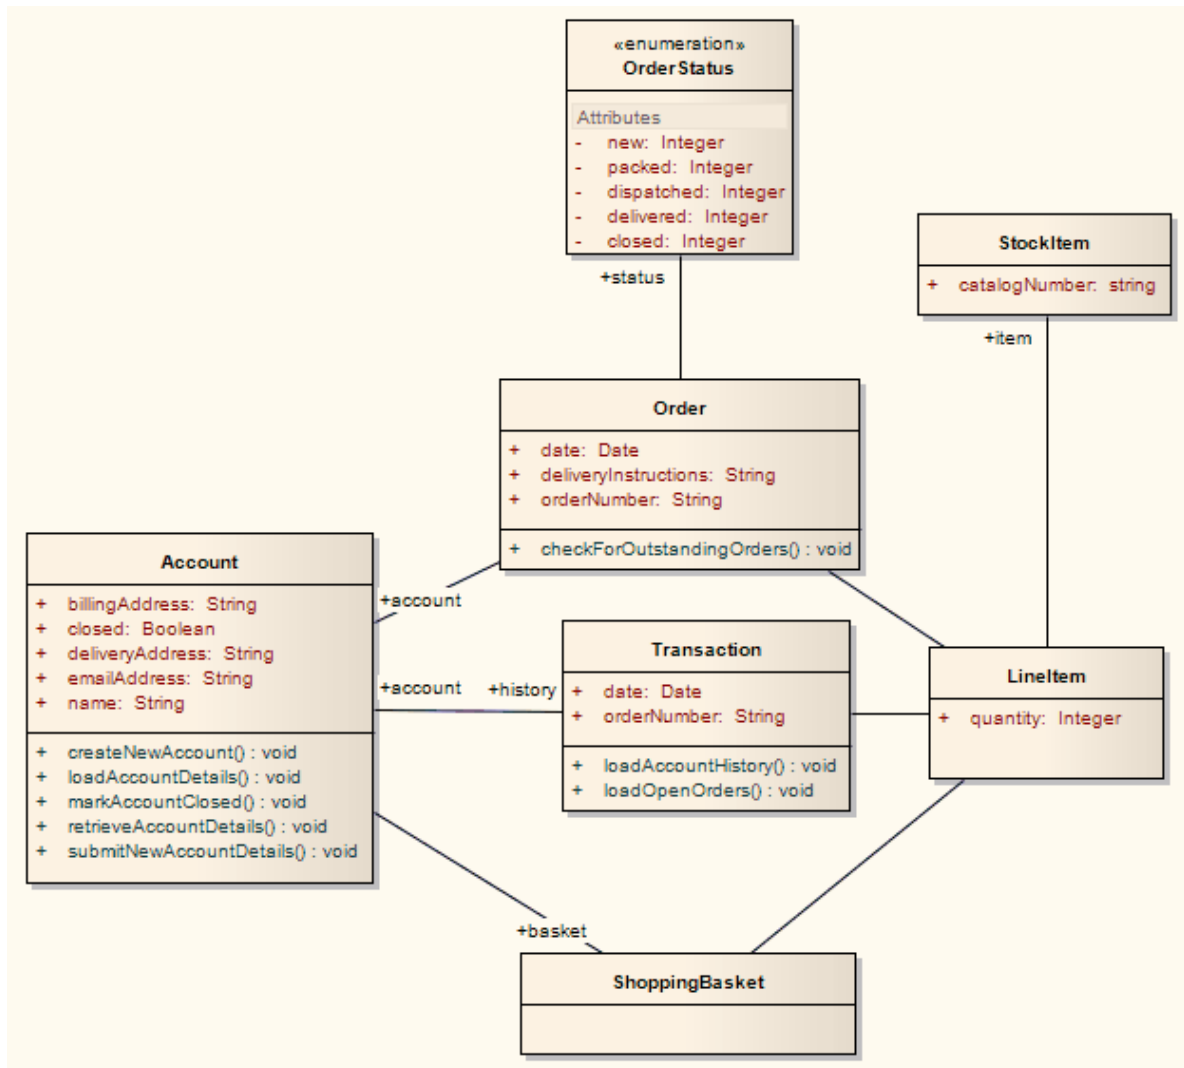 «enumeration»
OrderStatus
Attributes
- new: Integer
- packed: Integer
- dispatched: Integer
- delivered: Integer
- closed: Integer
+status
StockItem
+ catalogNumber: string
+item
Order
+ date: Date
+ deliveryInstructions: String
+ orderNumber: String
+ checkForOutstandingOrders() : void
Account
+ billingAddress: String
+ closed: Boolean
+ deliveryAddress: String
+ emailAddress: String
+ name: String
+ createNewAccount() : void
+ loadAccountDetails() : void
+ markAccountClosed() : void
+ retrieveAccountDetails() : void
+ submitNewAccountDetails() : void
+account
+account
+history
Transaction
+ date: Date
+ orderNumber: String
+ loadAccountHistory() : void
+ loadOpenOrders() : void
LineItem
+ quantity: Integer
+basket
ShoppingBasket